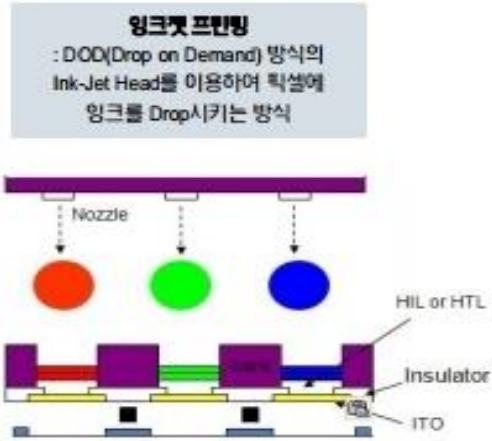 잉크젯 프린팅
: DOD(Drop on Demand) 방식의
Ink-Jet Head를 이용하여 픽셀에
잉크를 Drop시키는 방식
Nozzle
HIL or HTL
Insulator
ITO